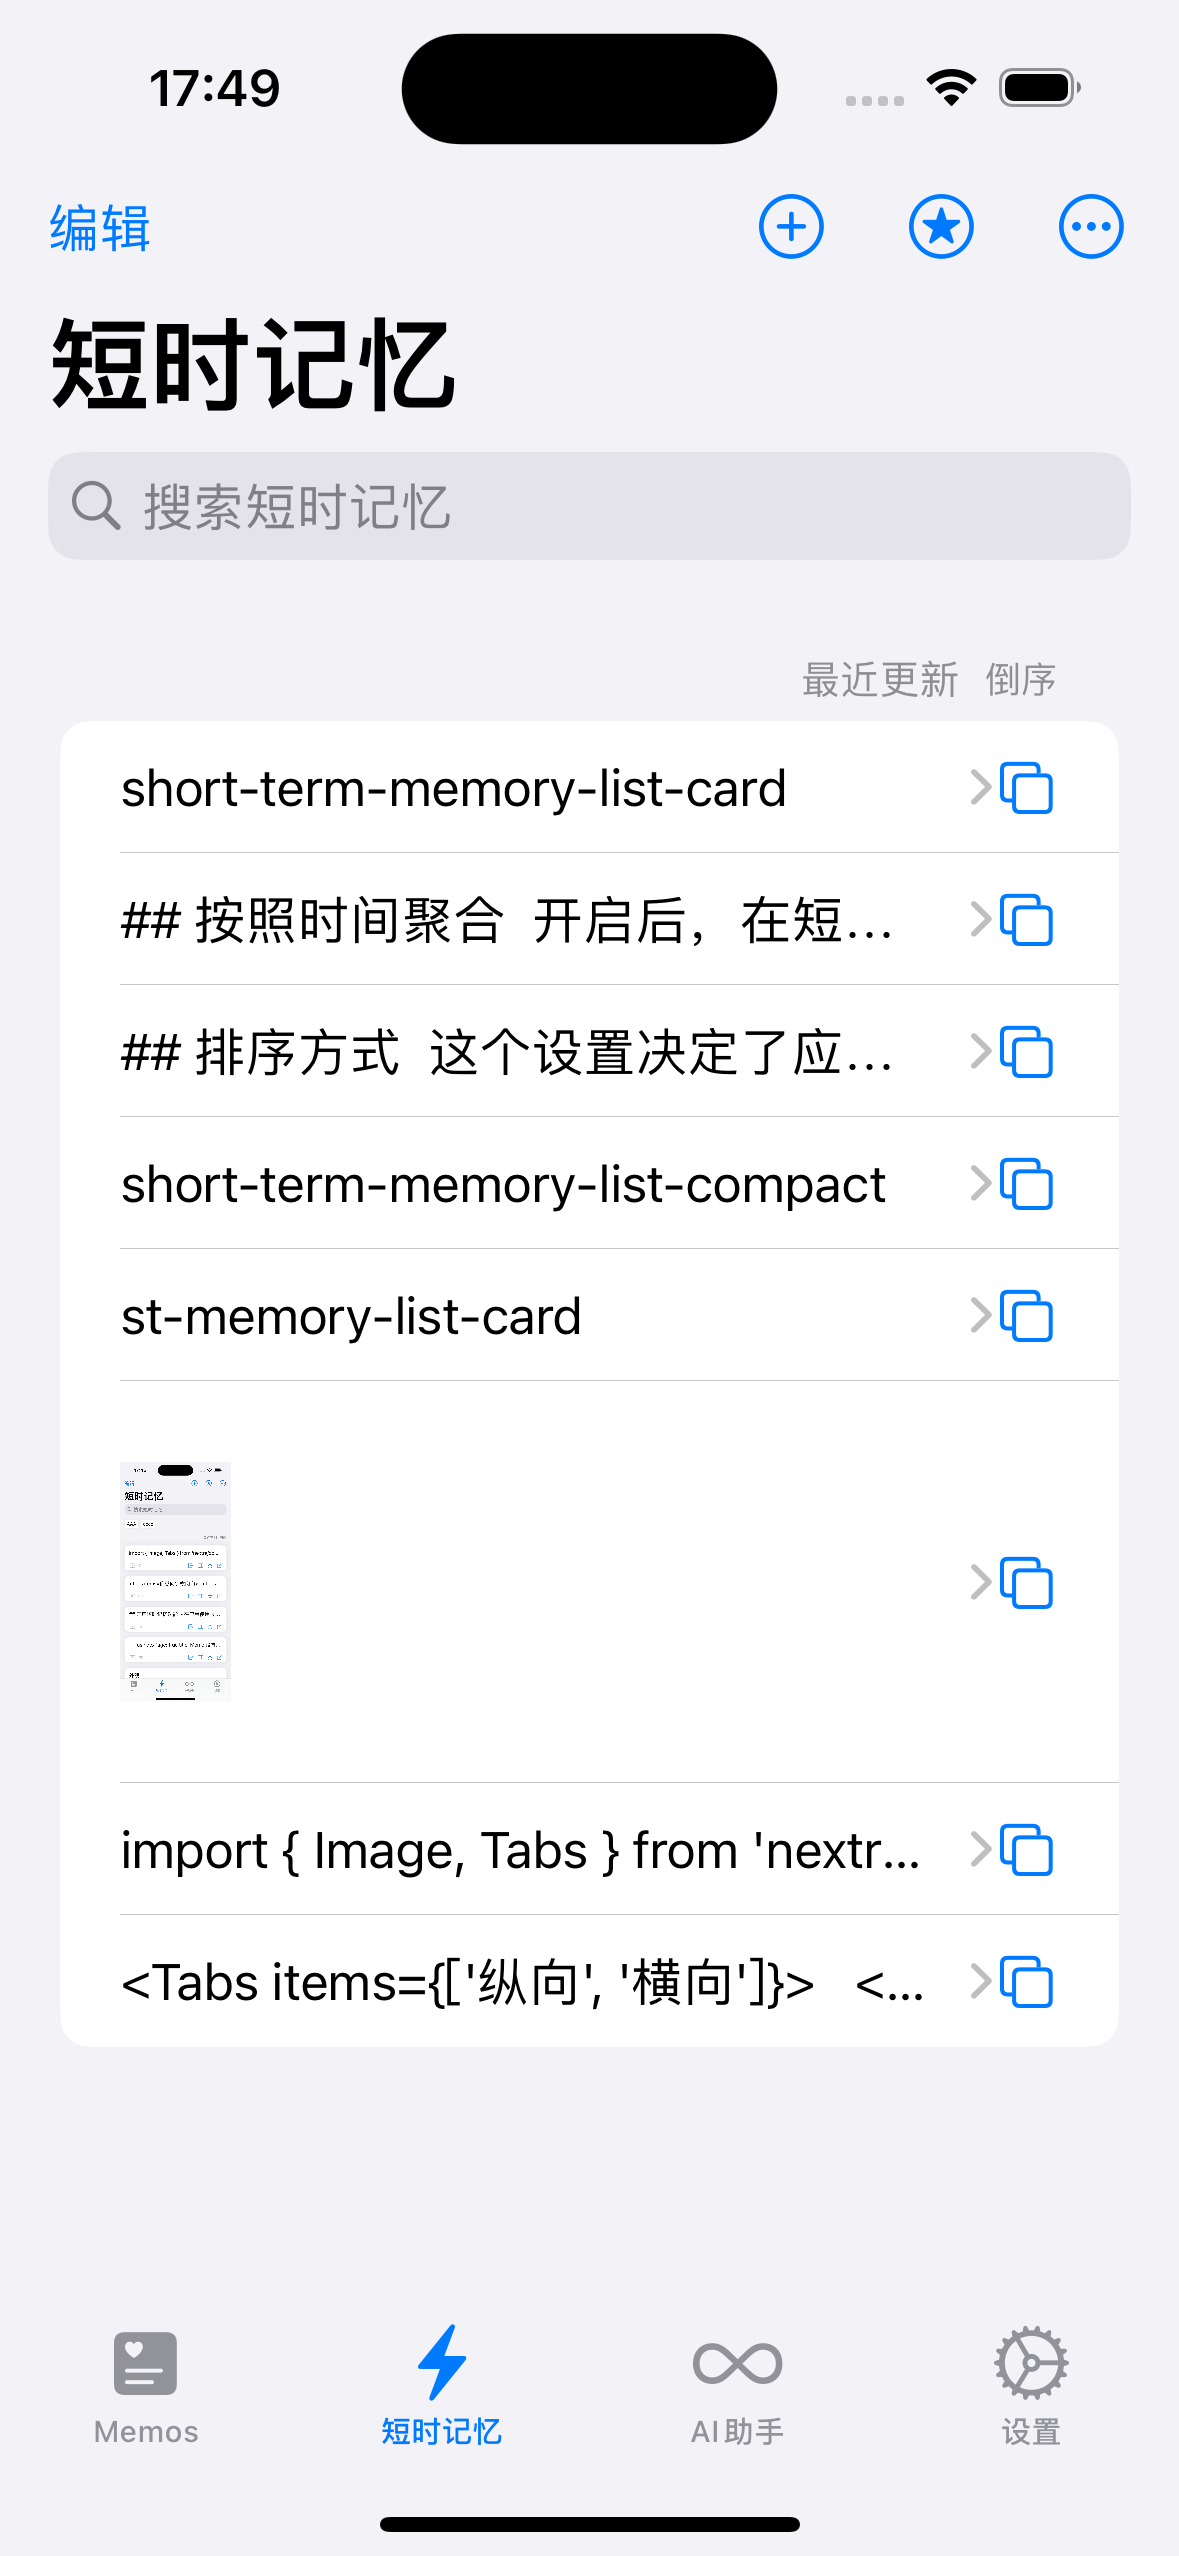 17:49
编辑
短时记忆
搜索短时记忆
最近更新 倒序
short-term-memory-list-card
## 按照时间聚合 开启后，在短...
## 排序方式 这个设置决定了应...
short-term-memory-list-compact
st-memory-list-card
短时记忆
import { Image, Tabs } from 'nextr...
<Tabs items={['纵向', '横向']}> <...
Memos 短时记忆 AI助手 设置